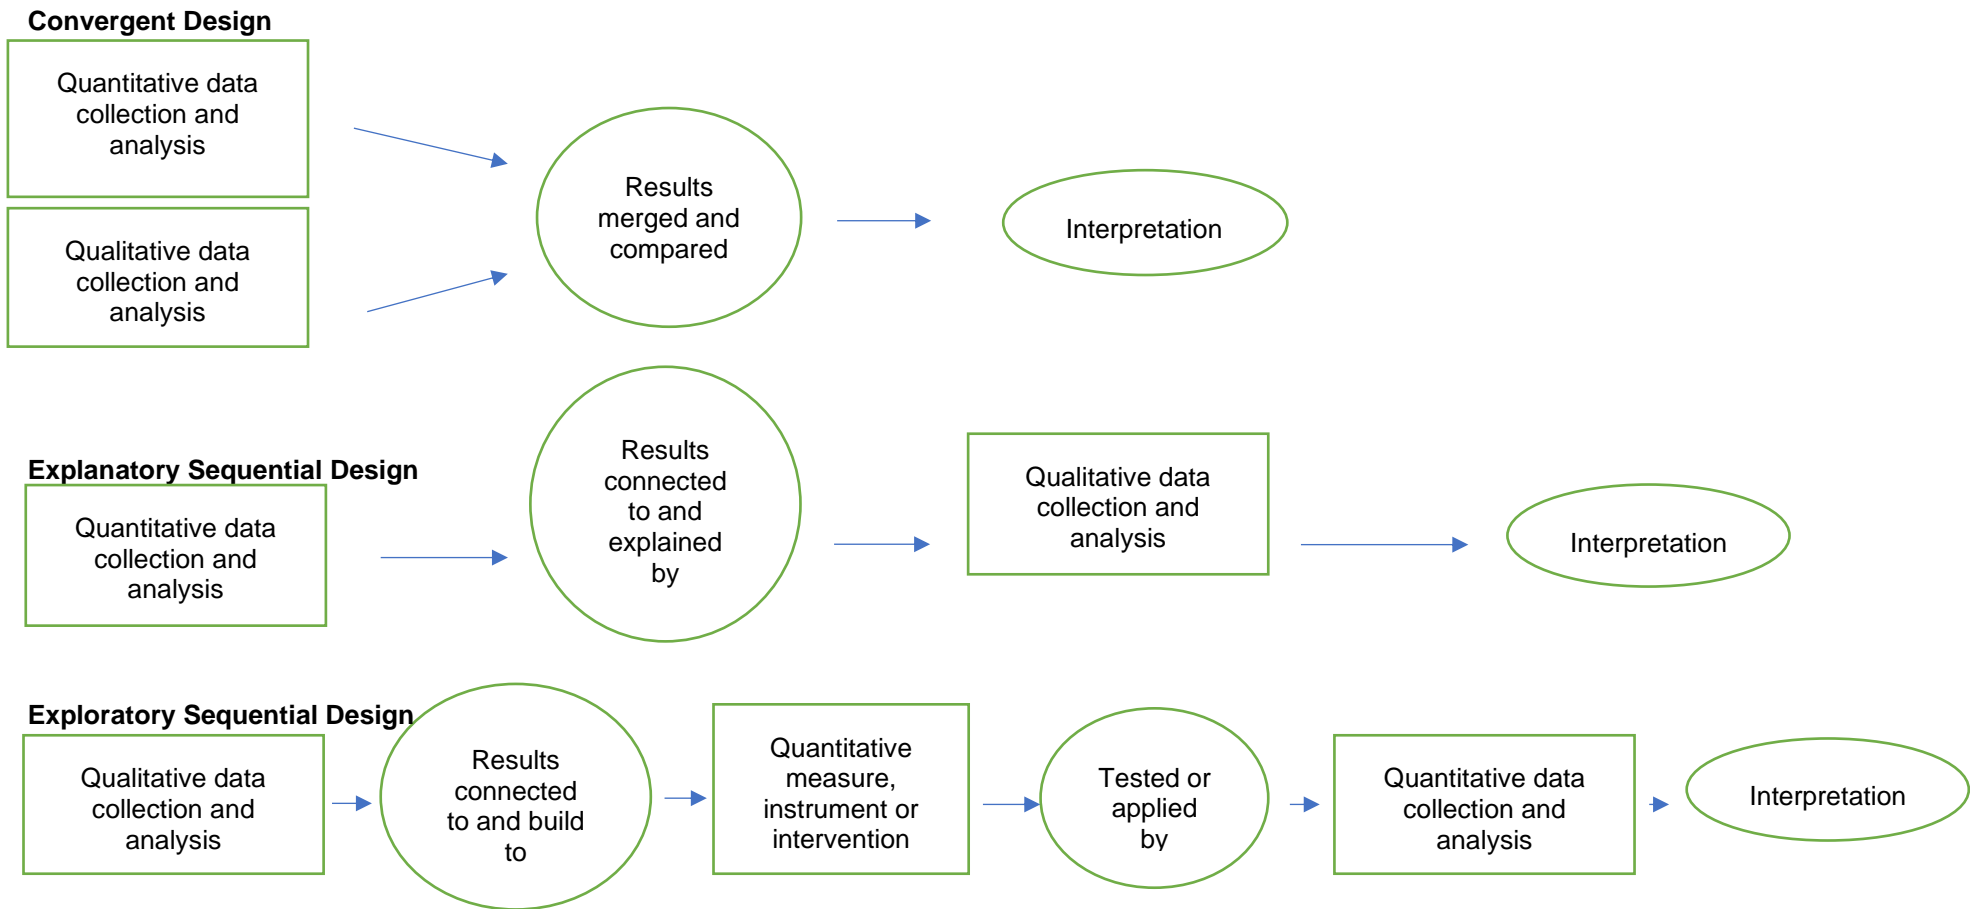 Convergent Design
Quantitative data
collection and
analysis
Qualitative data
collection and
analysis
Results
merged and
compared
Interpretation
Explanatory Sequential Design
Quantitative data
collection and
analysis
Results
connected
to and
explained
by
Qualitative data
collection and
analysis
Interpretation
Exploratory Sequential Design
Qualitative data
collection and
analysis
Results
connected
to and build
to
Quantitative
measure,
instrument or
intervention
Tested or
applied
by
Quantitative data
collection and
analysis
Interpretation